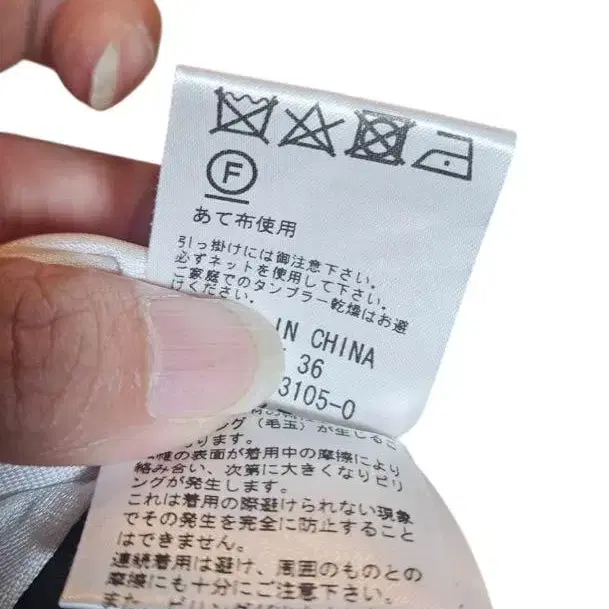 F
あて布使用
引っ掛けには御注意下さい。
必ずネットを使用して下さい。
ご家庭でのタンブラー乾燥はお避
けください。
IN CHINA
36
3105-0
グ（毛玉）が生じるこ
ります。
の表面が着用中の摩擦により
絡み合い、次第に大きくなりピリ
ングが発生します。
これは着用の際避けられない現象
でその発生を完全に防止すること
はできません。
連続着用は避け、周囲のものとの
摩擦にも十分にご注意下さい。